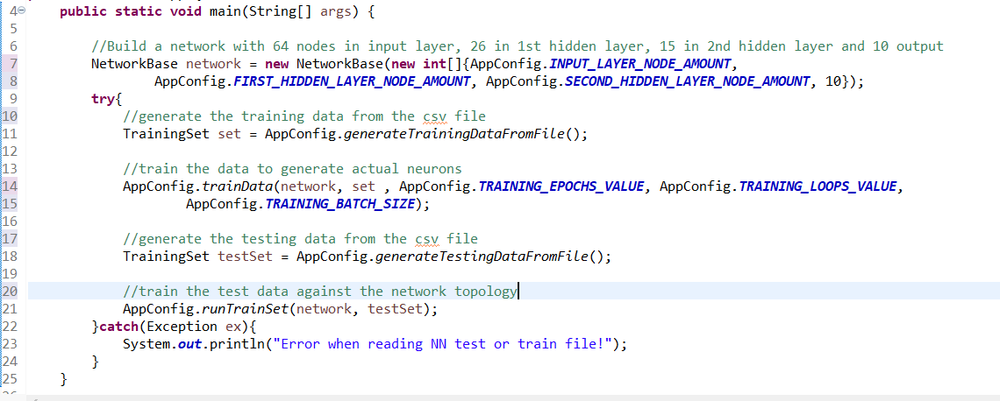 4 public static void main(String[] args) {
5
6 //Build a network with 64 nodes in input layer, 26 in 1st hidden layer, 15 in 2nd hidden layer and 10 output
7 NetworkBase network = new NetworkBase(new int[]{AppConfig.INPUT_LAYER_NODE_AMOUNT,
8 AppConfig.FIRST_HIDDEN_LAYER_NODE_AMOUNT, AppConfig.SECOND_HIDDEN_LAYER_NODE_AMOUNT, 10});
9 try{
10 //generate the training data from the csv file
11 TrainingSet set = AppConfig.generateTrainingDataFromFile();
12
13 //train the data to generate actual neurons
14 AppConfig.trainData(network, set , AppConfig.TRAINING_EPOCHS_VALUE, AppConfig.TRAINING_LOOPS_VALUE,
15 AppConfig.TRAINING_BATCH_SIZE);
16
17 //generate the testing data from the csv file
18 TrainingSet testSet = AppConfig.generateTestingDataFromFile();
19
20 //train the test data against the network topology
21 AppConfig.runTrainSet(network, testSet);
22 }catch(Exception ex){
23 System.out.println("Error when reading NN test or train file!");
24 }
25 }